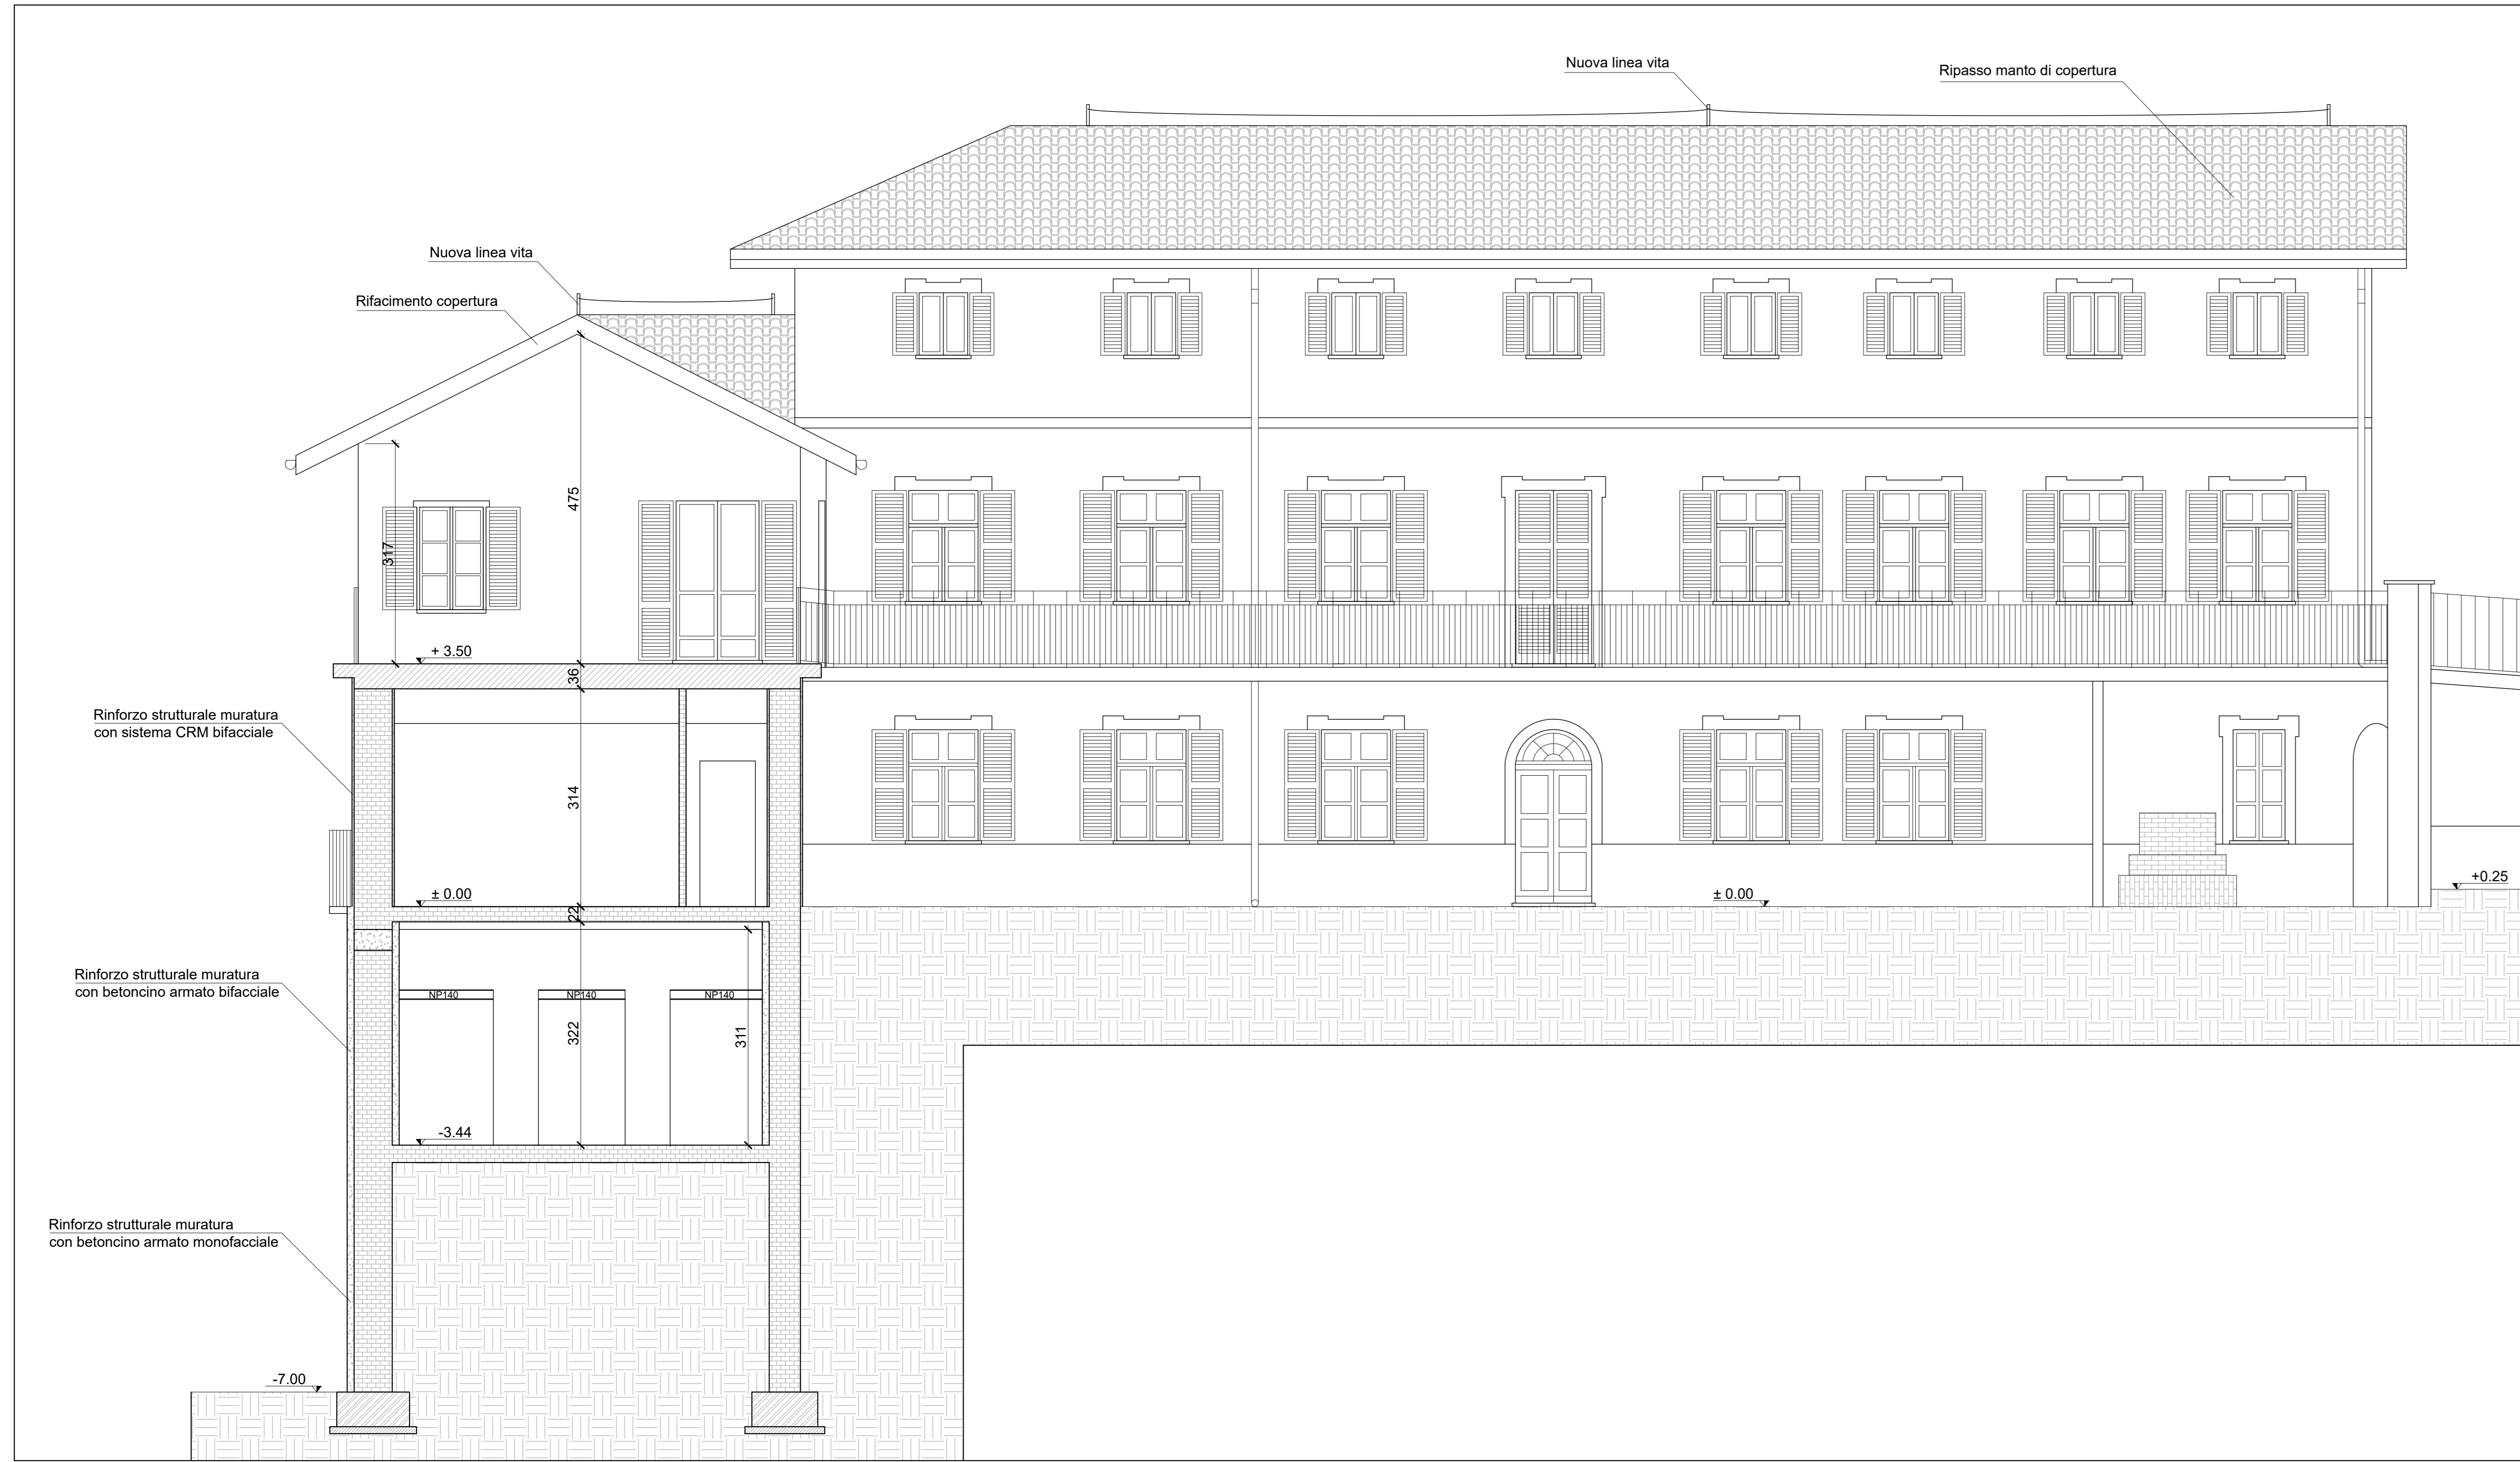 Nuova linea vita
Ripasso manto di copertura
Nuova linea vita
Rifacimento copertura
475
317
+ 3.50
36
Rinforzo strutturale muratura
con sistema CRM bifacciale
314
± 0.00
22
± 0.00
+0.25
Rinforzo strutturale muratura
con betoncino armato bifacciale
NP140
NP140
NP140
322
311
-3.44
Rinforzo strutturale muratura
con betoncino armato monofacciale
-7.00